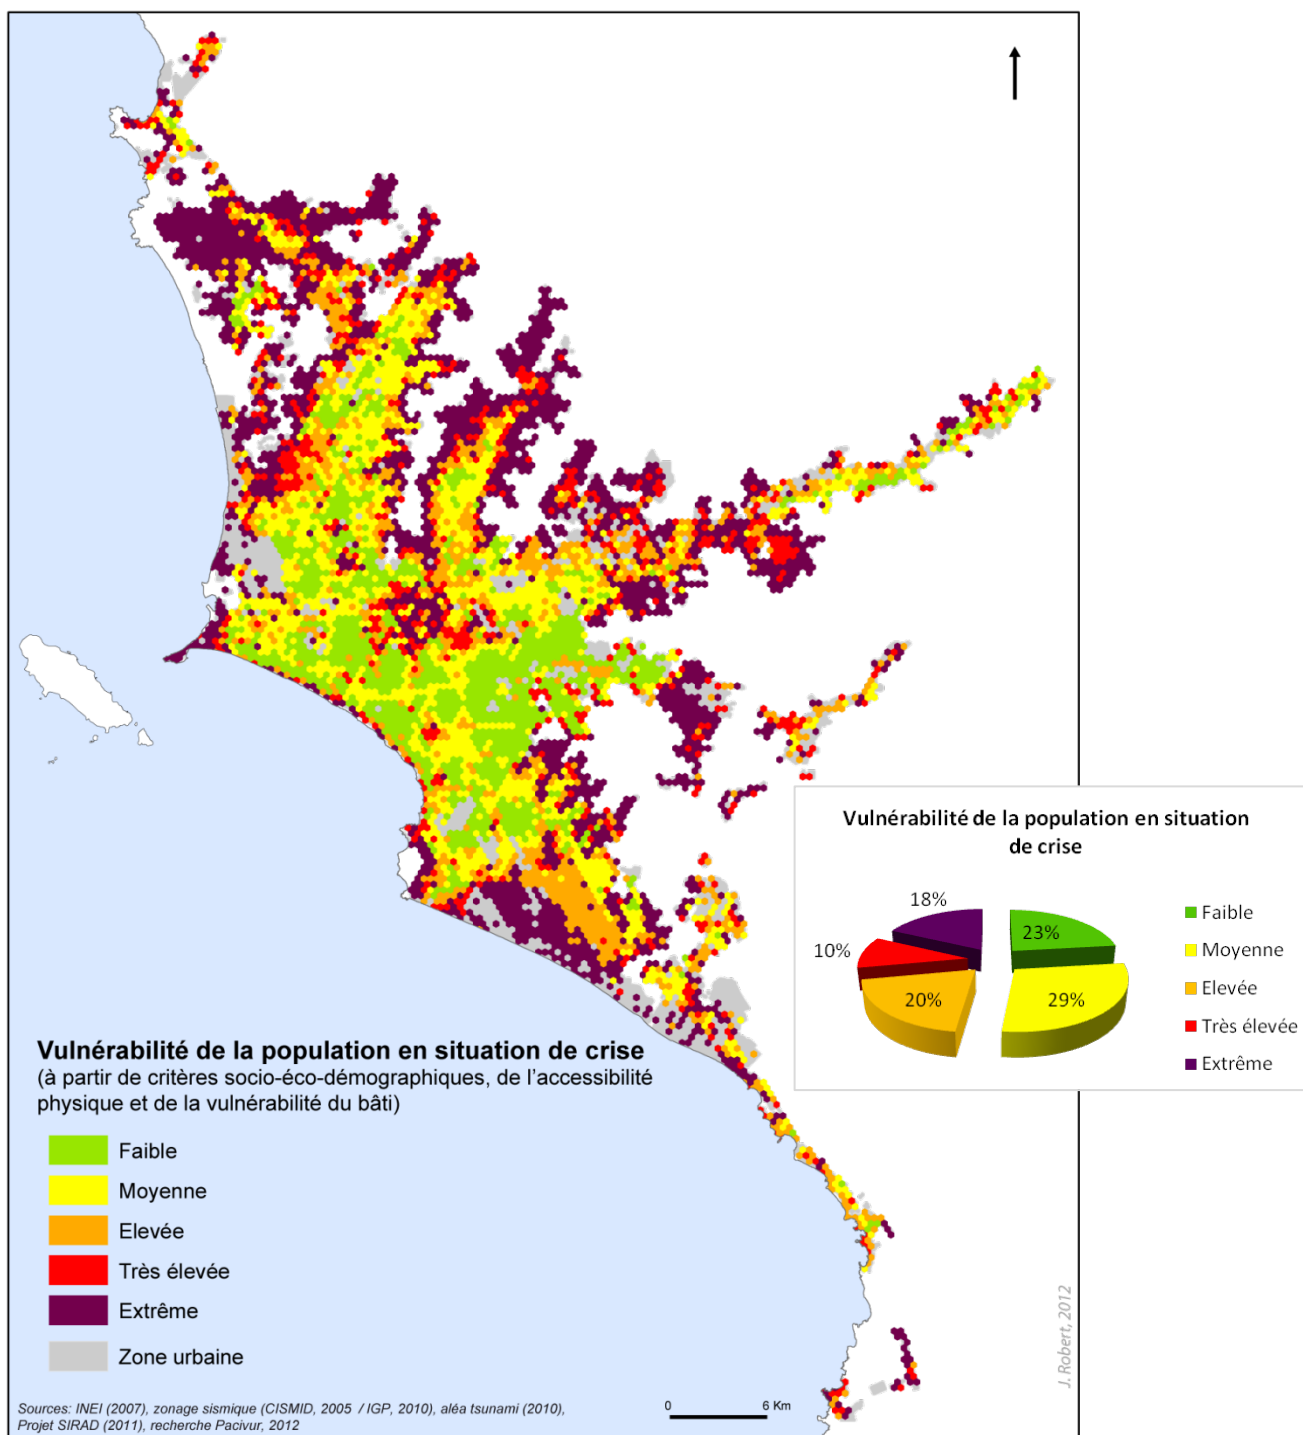 Vulnérabilité de la population en situation
de crise
18%
23%
10%
20%
29%
Faible
Moyenne
Elevée
Très élevée
Extrême
Vulnérabilité de la population en situation de crise
(à partir de critères socio-éco-démographiques, de l'accessibilité
physique et de la vulnérabilité du bâti)
Faible
Moyenne
Elevée
Très élevée
Extrême
Zone urbaine
Sources: INEI (2007), zonage sismique (CISMID, 2005 / IGP, 2010), aléa tsunami (2010),
Projet SIRAD (2011), recherche Pacivur, 2012
0 6 Km
J. Robert, 2012